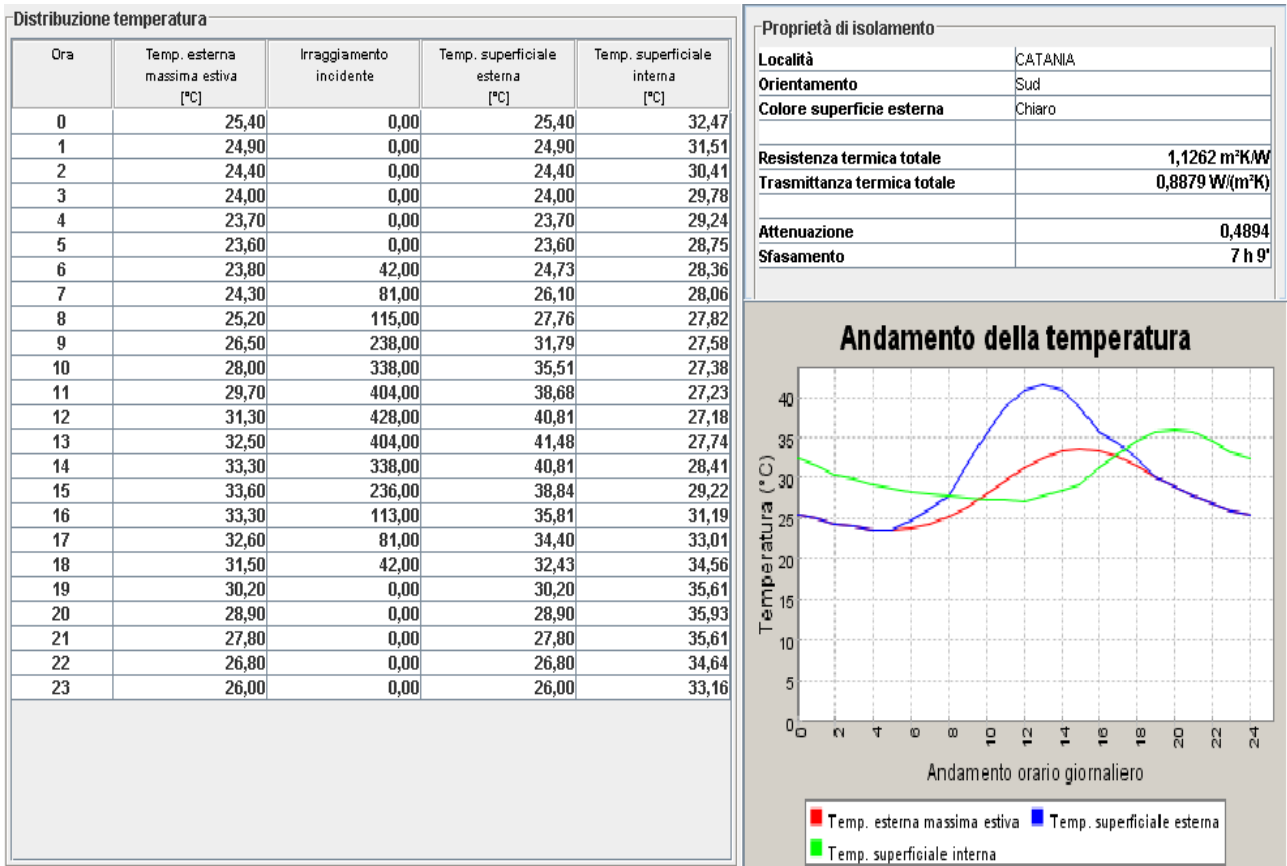 Distribuzione temperatura
Ora Temp. esterna massima estiva [°C] Irraggiamento incidente Temp. superficiale esterna [°C] Temp. superficiale interna [°C]
0 25,40 0,00 25,40 32,47
1 24,90 0,00 24,90 31,51
2 24,40 0,00 24,40 30,41
3 24,00 0,00 24,00 29,78
4 23,70 0,00 23,70 29,24
5 23,60 0,00 23,60 28,75
6 23,80 42,00 24,73 28,36
7 24,30 81,00 26,10 28,06
8 25,20 115,00 27,76 27,82
9 26,50 238,00 31,79 27,58
10 28,00 338,00 35,51 27,38
11 29,70 404,00 38,68 27,23
12 31,30 428,00 40,81 27,18
13 32,50 404,00 41,48 27,74
14 33,30 338,00 40,81 28,41
15 33,60 236,00 38,84 29,22
16 33,30 113,00 35,81 31,19
17 32,60 81,00 34,40 33,01
18 31,50 42,00 32,43 34,56
19 30,20 0,00 30,20 35,61
20 28,90 0,00 28,90 35,93
21 27,80 0,00 27,80 35,61
22 26,80 0,00 26,80 34,64
23 26,00 0,00 26,00 33,16
Proprietà di isolamento
Località CATANIA
Orientamento Sud
Colore superficie esterna Chiaro
Resistenza termica totale 1,1262 m²K/W
Trasmittanza termica totale 0,8879 W/(m²K)
Attenuazione 0,4894
Sfasamento 7 h 9'
Andamento della temperatura
Temperatura (°C)
40
35
30
25
20
15
10
5
0
0 2 4 6 8 10 12 14 16 18 20 22 24
Andamento orario giornaliero
Temp. esterna massima estiva Temp. superficiale esterna
Temp. superficiale interna